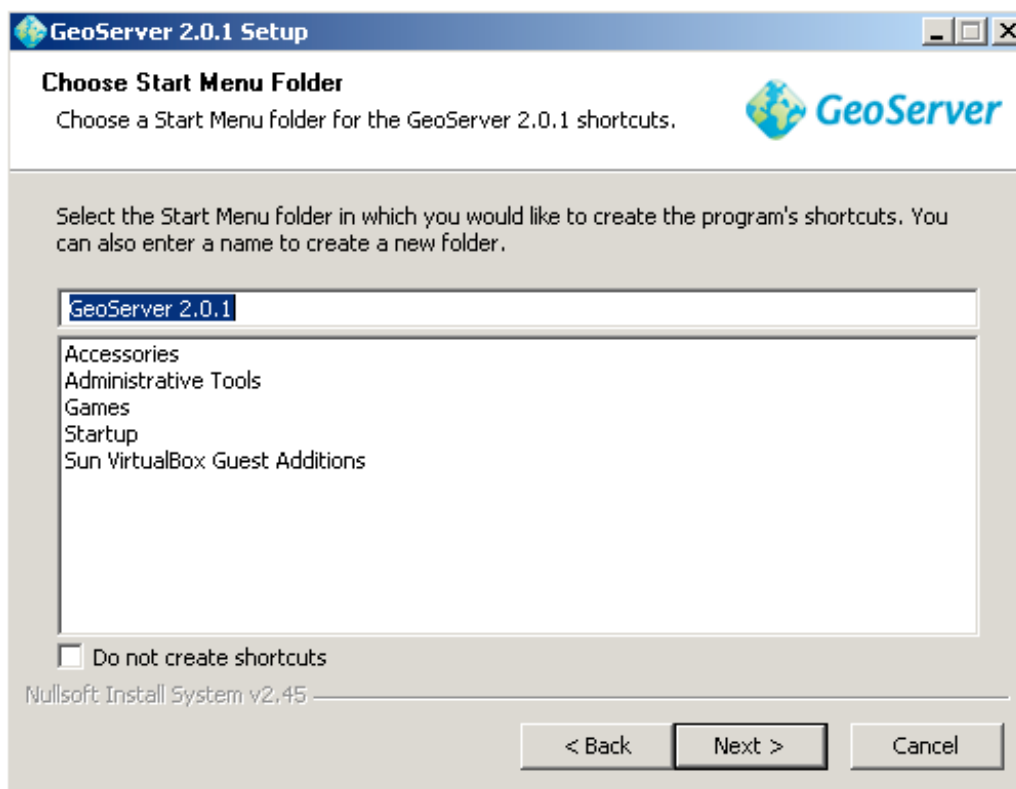 GeoServer 2.0.1 Setup
Choose Start Menu Folder
Choose a Start Menu folder for the GeoServer 2.0.1 shortcuts.
GeoServer
Select the Start Menu folder in which you would like to create the program's shortcuts. You
can also enter a name to create a new folder.
GeoServer 2.0.1
Accessories
Administrative Tools
Games
Startup
Sun VirtualBox Guest Additions
Do not create shortcuts
Nullsoft Install System v2.45
< Back
Next >
Cancel